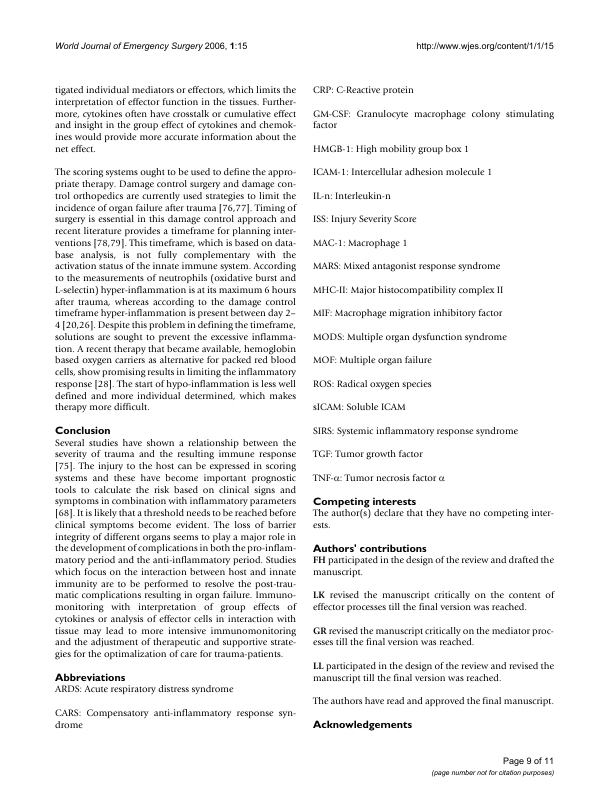 World Journal of Emergency Surgery 2006, 1:15
http://www.wjes.org/content/1/1/15
tigated individual mediators or effectors, which limits the
interpretation of effector function in the tissues. Further-
more, cytokines often have crosstalk or cumulative effect
and insight in the group effect of cytokines and chemok-
ines would provide more accurate information about the
net effect.
The scoring systems ought to be used to define the appro-
priate therapy. Damage control surgery and damage con-
trol orthopedics are currently used strategies to limit the
incidence of organ failure after trauma [76,77]. Timing of
surgery is essential in this damage control approach and
recent literature provides a timeframe for planning inter-
ventions [78,79]. This timeframe, which is based on data-
base analysis, is not fully complementary with the
activation status of the innate immune system. According
to the measurements of neutrophils (oxidative burst and
L-selectin) hyper-inflammation is at its maximum 6 hours
after trauma, whereas according to the damage control
timeframe hyper-inflammation is present between day 2–
4 [20,26]. Despite this problem in defining the timeframe,
solutions are sought to prevent the excessive inflamma-
tion. A recent therapy that became available, hemoglobin
based oxygen carriers as alternative for packed red blood
cells, show promising results in limiting the inflammatory
response [28]. The start of hypo-inflammation is less well
defined and more individual determined, which makes
therapy more difficult.
Conclusion
Several studies have shown a relationship between the
severity of trauma and the resulting immune response
[75]. The injury to the host can be expressed in scoring
systems and these have become important prognostic
tools to calculate the risk based on clinical signs and
symptoms in combination with inflammatory parameters
[68]. It is likely that a threshold needs to be reached before
clinical symptoms become evident. The loss of barrier
integrity of different organs seems to play a major role in
the development of complications in both the pro-inflam-
matory period and the anti-inflammatory period. Studies
which focus on the interaction between host and innate
immunity are to be performed to resolve the post-trau-
matic complications resulting in organ failure. Immuno-
monitoring with interpretation of group effects of
cytokines or analysis of effector cells in interaction with
tissue may lead to more intensive immunomonitoring
and the adjustment of therapeutic and supportive strate-
gies for the optimalization of care for trauma-patients.
Abbreviations
ARDS: Acute respiratory distress syndrome
CARS: Compensatory anti-inflammatory response syn-
drome
CRP: C-Reactive protein
GM-CSF: Granulocyte macrophage colony stimulating
factor
HMGB-1: High mobility group box 1
ICAM-1: Intercellular adhesion molecule 1
IL-n: Interleukin-n
ISS: Injury Severity Score
MAC-1: Macrophage 1
MARS: Mixed antagonist response syndrome
MHC-II: Major histocompatibility complex II
MIF: Macrophage migration inhibitory factor
MODS: Multiple organ dysfunction syndrome
MOF: Multiple organ failure
ROS: Radical oxygen species
sICAM: Soluble ICAM
SIRS: Systemic inflammatory response syndrome
TGF: Tumor growth factor
TNF-α: Tumor necrosis factor α
Competing interests
The author(s) declare that they have no competing inter-
ests.
Authors' contributions
FH participated in the design of the review and drafted the
manuscript.
LK revised the manuscript critically on the content of
effector processes till the final version was reached.
GR revised the manuscript critically on the mediator proc-
esses till the final version was reached.
LL participated in the design of the review and revised the
manuscript till the final version was reached.
The authors have read and approved the final manuscript.
Acknowledgements
Page 9 of 11
(page number not for citation purposes)